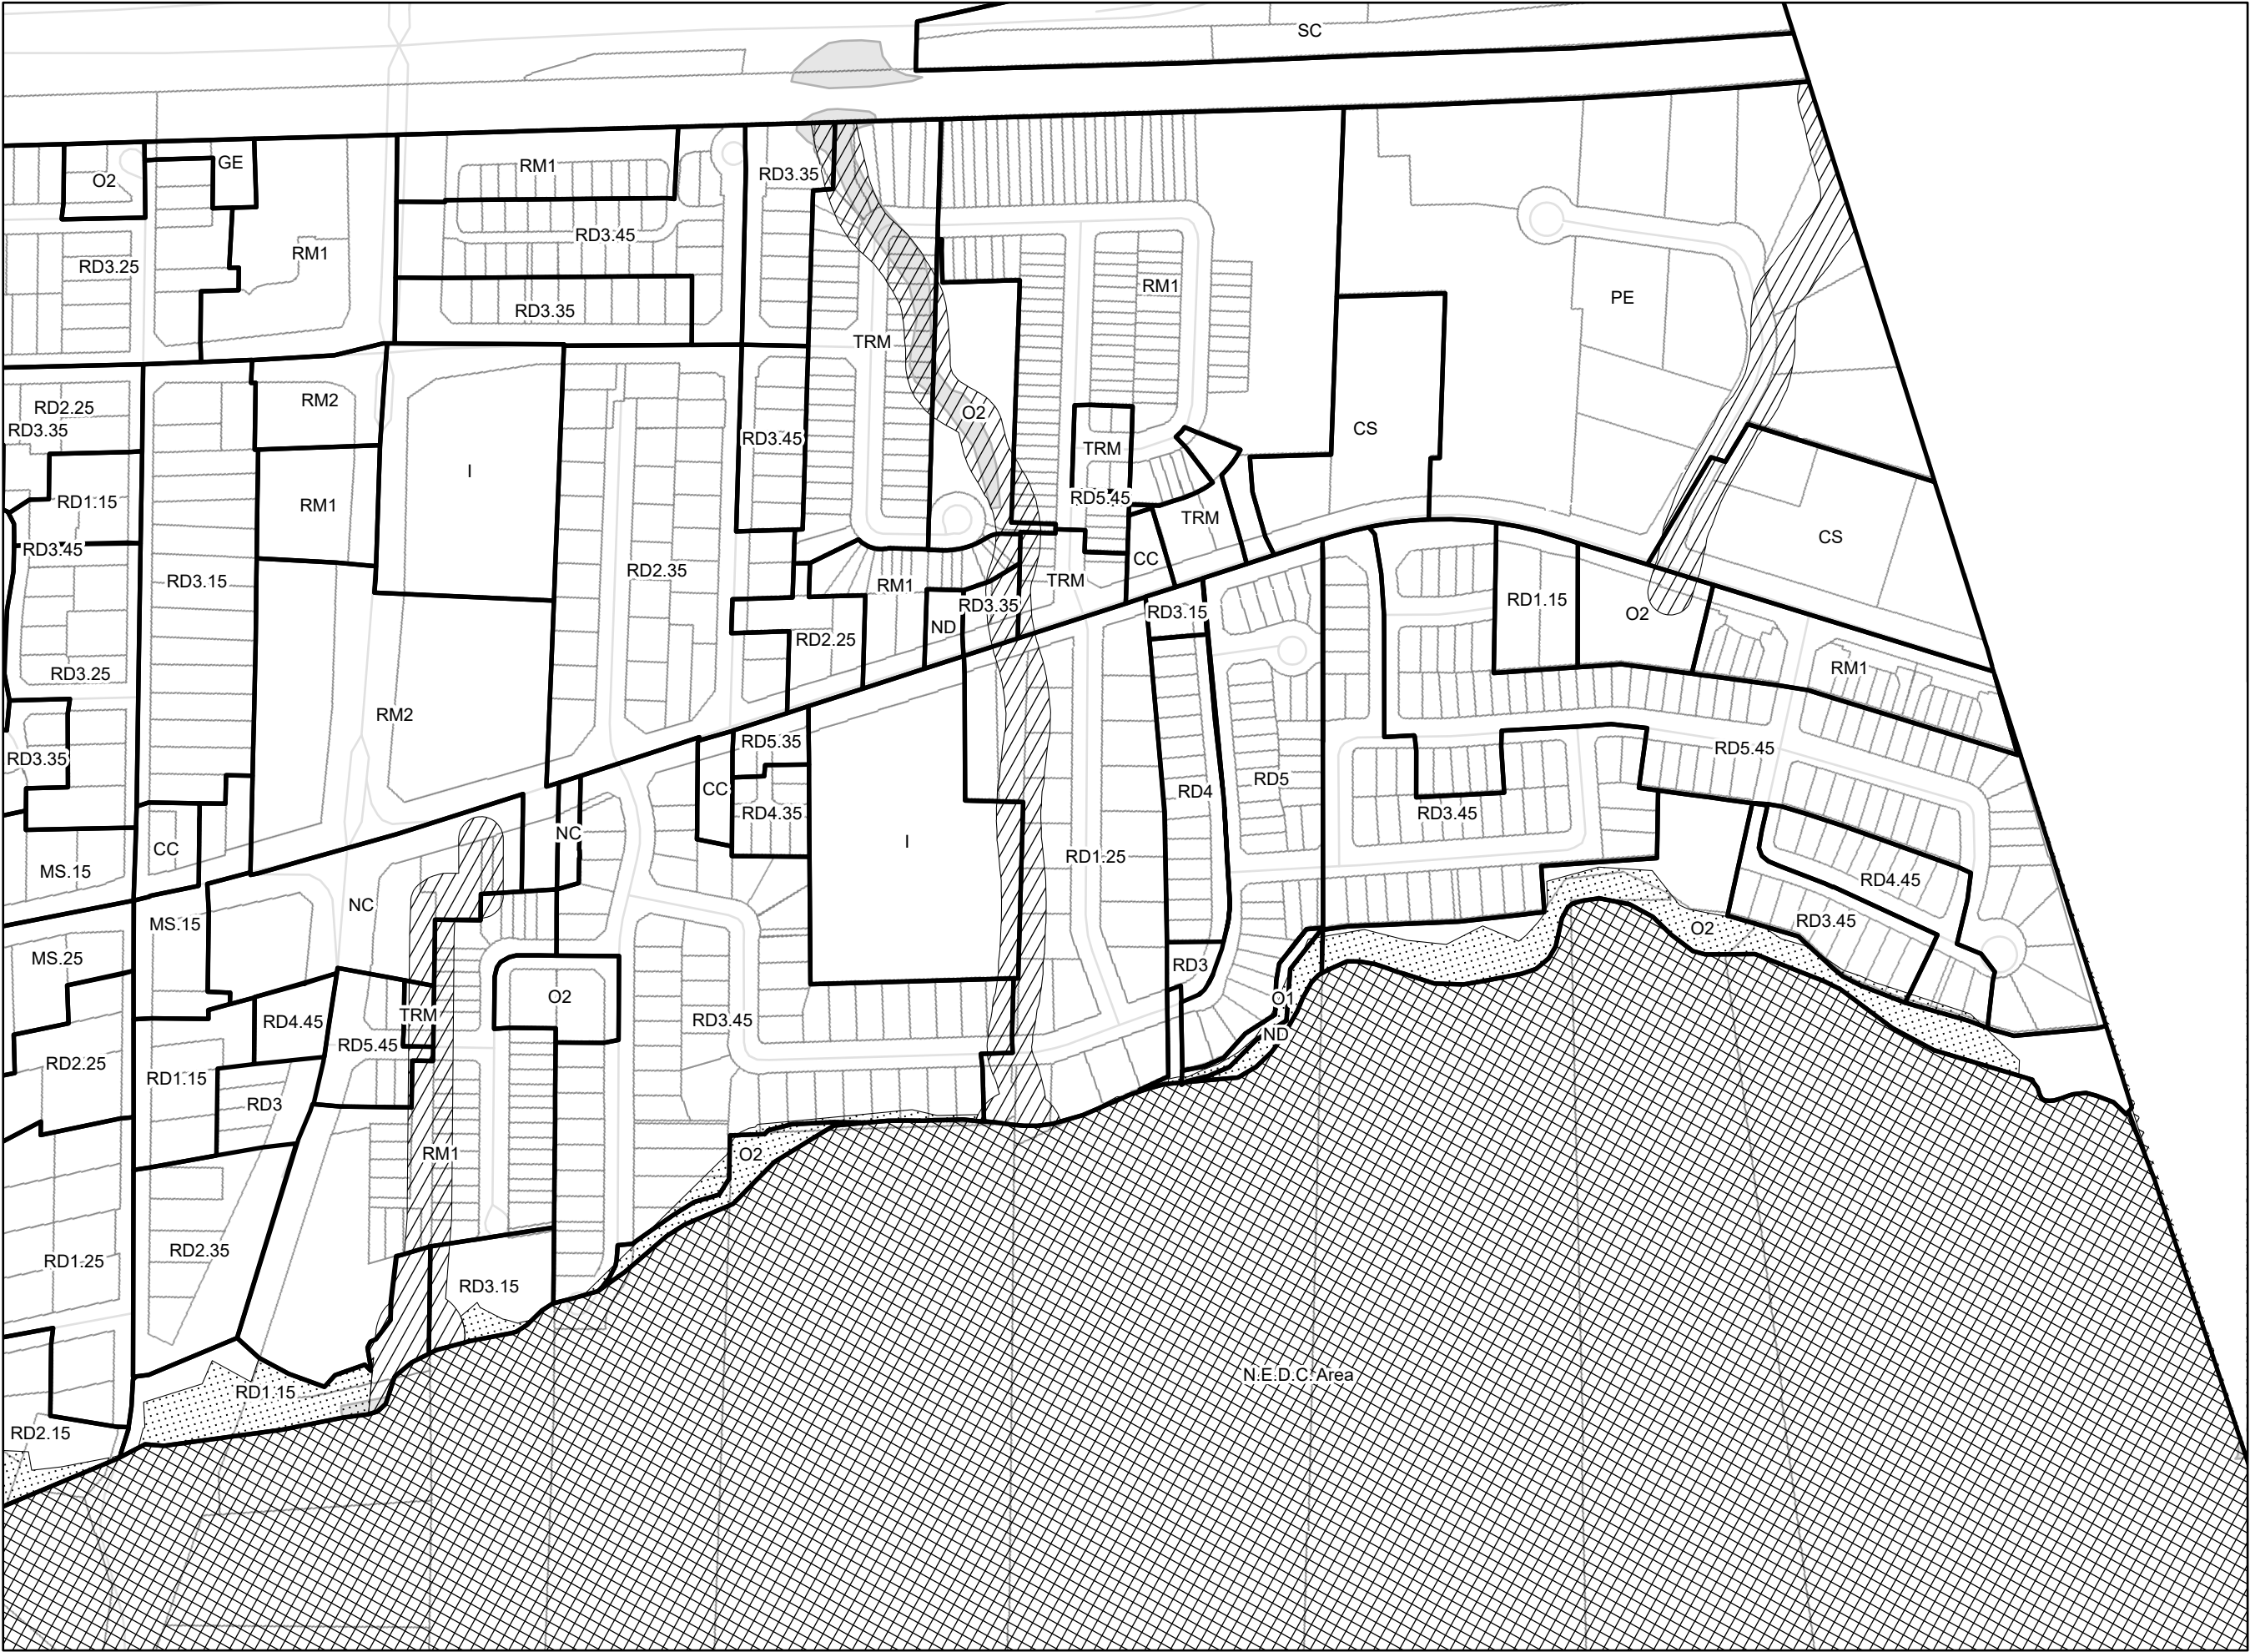 SC
GE
RM1
RD3.35
O2
RD3.45
RD3.25
RM1
RM1
PE
RD3.35
TRM
RM2
RD2.25
O2
RD3.35
CS
RD3.45
TRM
I
RD5.45
RD1.15
RM1
TRM
CS
RD3.45
CC
RD2.35
RD3.15
TRM
RM1
RD1.15
RD3.35
RD3.15
O2
ND
RD2.25
RM1
RD3.25
RM2
RD5.35
RD5.45
RD3.35
RD5
CC
RD4
RD4.35
RD3.45
NC
I
CC
RD1.25
MS.15
RD4.45
NC
RD3.45
MS.15
O2
MS.25
RD3
O2
O1
TRM
RD3.45
RD4.45
ND
RD5.45
RD2.25
RD1.15
RD3
RM1
O2
RD2.35
RD1.25
RD3.15
N.E.D.C. Area
RD1.15
RD2.15